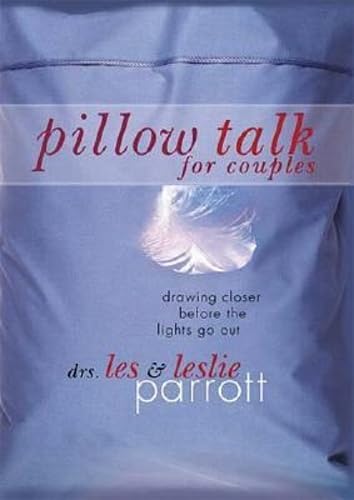 pillow talk
for couples
drawing closer
before the
lights go out
drs. les & leslie
parrott